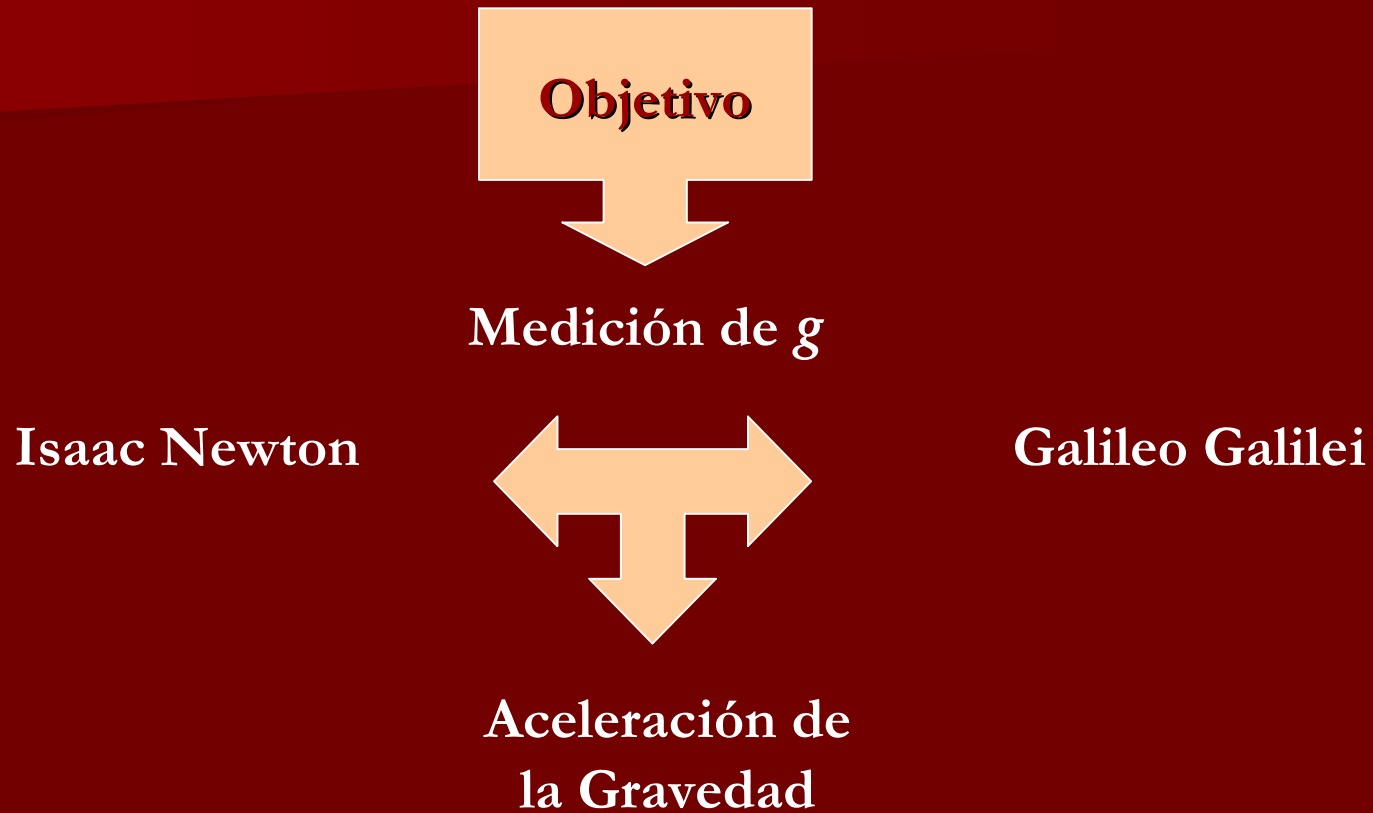 Objetivo
Medición de g
Isaac Newton
Galileo Galilei
Aceleración de
la Gravedad